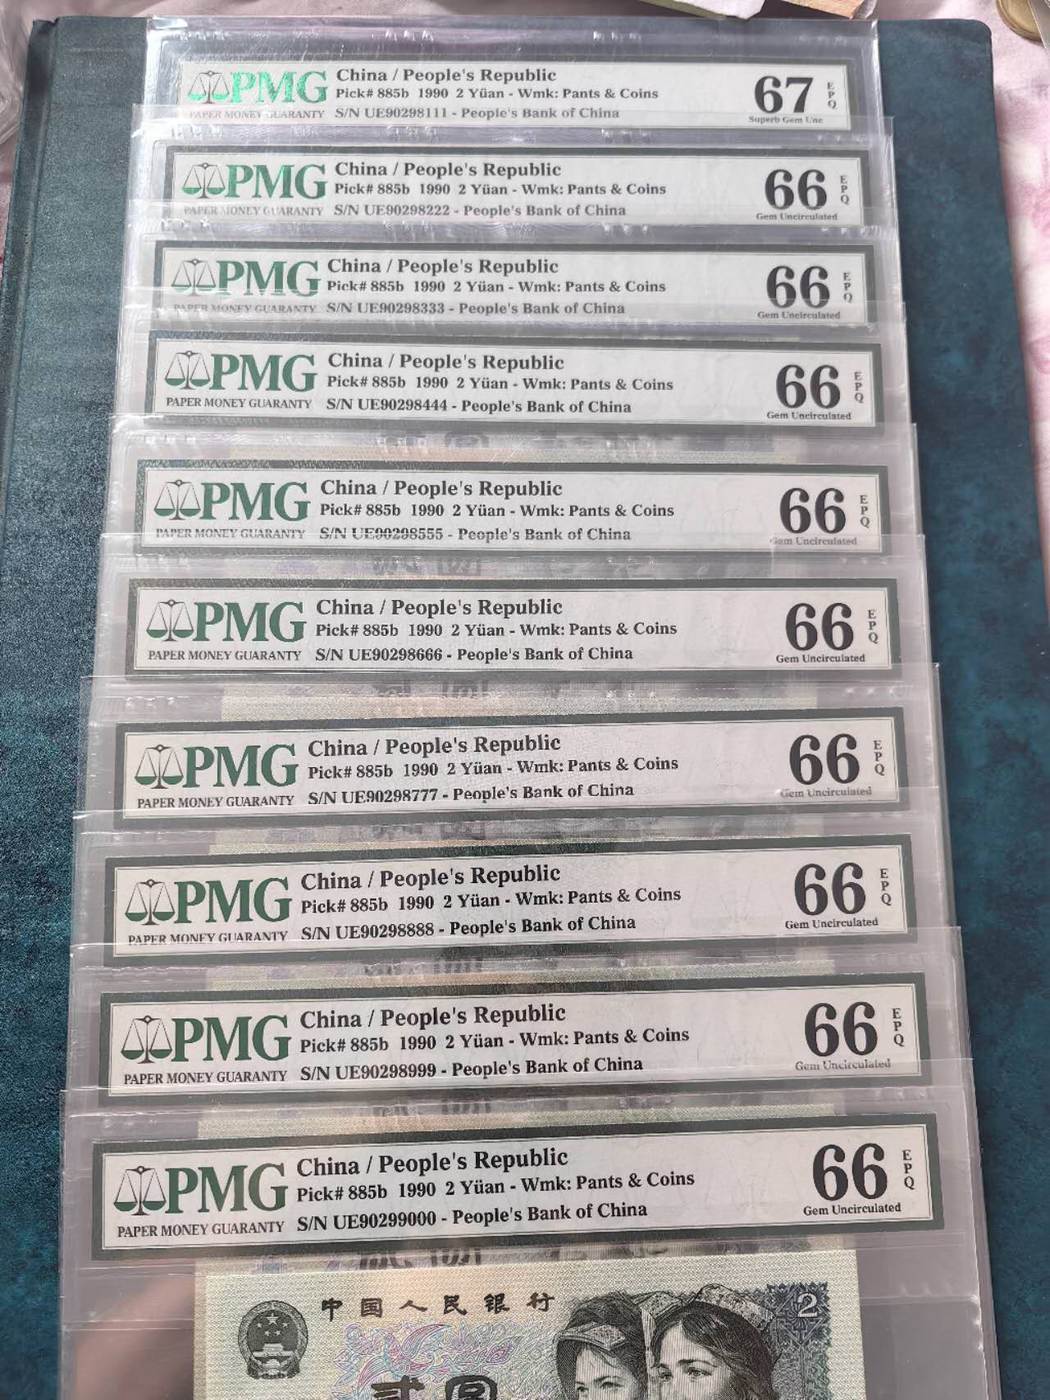 PMG
PAPER MONEY GUARANTY
China / People's Republic
Pick# 885b 1990 2 Yüan - Wmk: Pants & Coins
S/N UE90298111 - People's Bank of China
67
EPQ
Superb Gem Unc
PMG
PAPER MONEY GUARANTY
China / People's Republic
Pick# 885b 1990 2 Yüan - Wmk: Pants & Coins
S/N UE90298222 - People's Bank of China
66
EPQ
Gem Uncirculated
PMG
PAPER MONEY GUARANTY
China / People's Republic
Pick# 885b 1990 2 Yüan - Wmk: Pants & Coins
S/N UE90298333 - People's Bank of China
66
EPQ
Gem Uncirculated
PMG
PAPER MONEY GUARANTY
China / People's Republic
Pick# 885b 1990 2 Yüan - Wmk: Pants & Coins
S/N UE90298444 - People's Bank of China
66
EPQ
Gem Uncirculated
PMG
PAPER MONEY GUARANTY
China / People's Republic
Pick# 885b 1990 2 Yüan - Wmk: Pants & Coins
S/N UE90298555 - People's Bank of China
66
EPQ
Gem Uncirculated
PMG
PAPER MONEY GUARANTY
China / People's Republic
Pick# 885b 1990 2 Yüan - Wmk: Pants & Coins
S/N UE90298666 - People's Bank of China
66
EPQ
Gem Uncirculated
PMG
PAPER MONEY GUARANTY
China / People's Republic
Pick# 885b 1990 2 Yüan - Wmk: Pants & Coins
S/N UE90298777 - People's Bank of China
66
EPQ
Gem Uncirculated
PMG
PAPER MONEY GUARANTY
China / People's Republic
Pick# 885b 1990 2 Yüan - Wmk: Pants & Coins
S/N UE90298888 - People's Bank of China
66
EPQ
Gem Uncirculated
PMG
PAPER MONEY GUARANTY
China / People's Republic
Pick# 885b 1990 2 Yüan - Wmk: Pants & Coins
S/N UE90298999 - People's Bank of China
66
EPQ
Gem Uncirculated
PMG
PAPER MONEY GUARANTY
China / People's Republic
Pick# 885b 1990 2 Yüan - Wmk: Pants & Coins
S/N UE90299000 - People's Bank of China
66
EPQ
Gem Uncirculated
中国人民银行
2